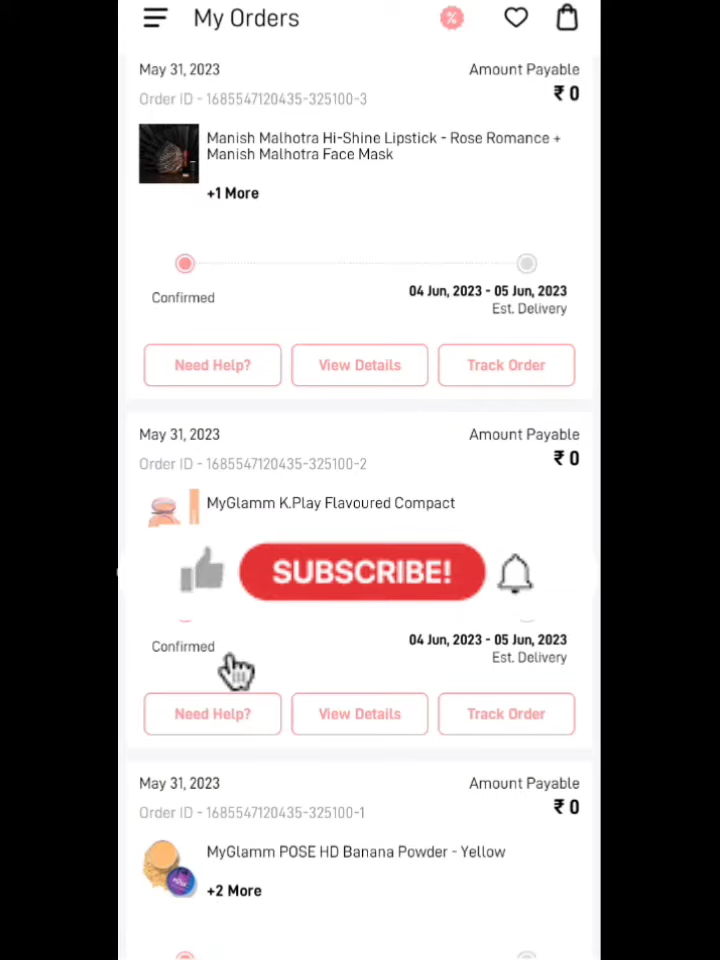 My Orders
May 31, 2023
Amount Payable
Order ID - 1685547120435-325100-3
₹ 0
Manish Malhotra Hi-Shine Lipstick - Rose Romance +
Manish Malhotra Face Mask
+1 More
04 Jun, 2023 - 05 Jun, 2023
Confirmed
Est. Delivery
Need Help?
View Details
Track Order
May 31, 2023
Amount Payable
Order ID - 1685547120435-325100-2
₹ 0
MyGlamm K.Play Flavoured Compact
SUBSCRIBE!
04 Jun, 2023 - 05 Jun, 2023
Confirmed
Est. Delivery
Need Help?
View Details
Track Order
May 31, 2023
Amount Payable
Order ID - 1685547120435-325100-1
₹ 0
MyGlamm POSE HD Banana Powder - Yellow
+2 More